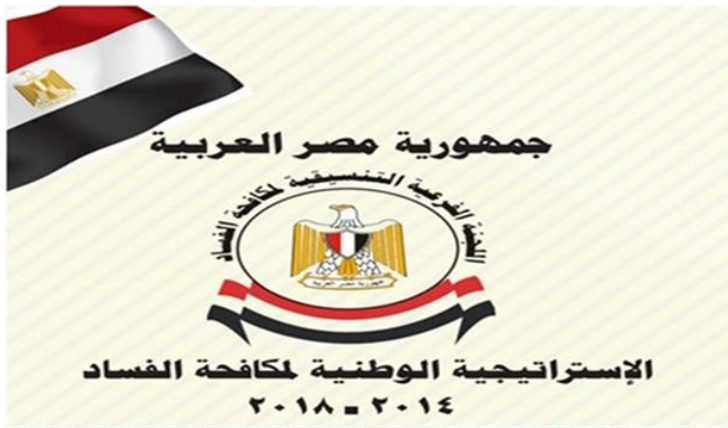 جمهورية مصر العربية
اللجنة الفرعية التنسيقية لمكافحة الفساد
جمهورية مصر العربية
الإستراتيجية الوطنية لمكافحة الفساد
٢٠١٤ - ٢٠١٨